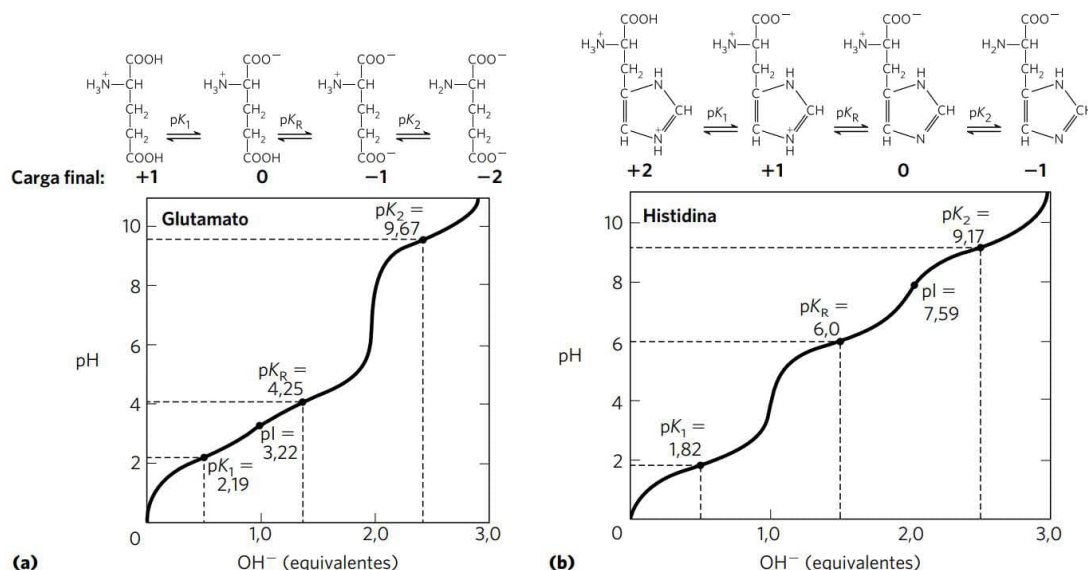 COOH
H₃N⁺—CH
CH₂
CH₂
COOH
pK₁
COO⁻
H₃N⁺—CH
CH₂
CH₂
COOH
pKR
COO⁻
H₃N⁺—CH
CH₂
CH₂
COO⁻
pK₂
COO⁻
H₂N—CH
CH₂
CH₂
COO⁻
Carga final: +1 0 −1 −2
Glutamato
pK₂ =
9,67
pKR =
4,25
pI =
3,22
pK₁ =
2,19
pH
10
8
6
4
2
0
1,0 2,0 3,0
OH⁻ (equivalentes)
(a)
COOH
H₃N⁺—CH
CH₂
H
C N
CH
C N⁺
H H
pK₁
COO⁻
H₃N⁺—CH
CH₂
H
C N
CH
C N⁺
H H
pKR
COO⁻
H₃N⁺—CH
CH₂
H
C N
CH
C N
H
pK₂
COO⁻
H₂N—CH
CH₂
H
C N
CH
C N
H
+2 +1 0 −1
Histidina
pK₂ =
9,17
pI =
7,59
pKR =
6,0
pK₁ =
1,82
pH
10
8
6
4
2
0
1,0 2,0 3,0
OH⁻ (equivalentes)
(b)